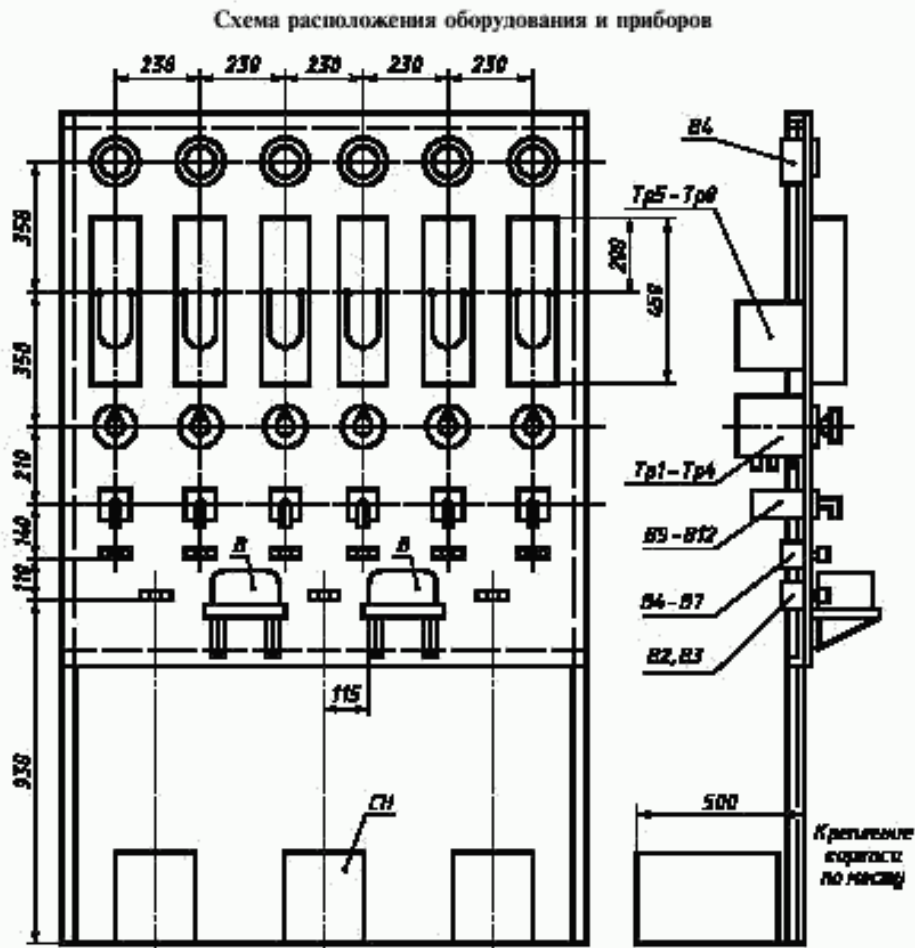 Схема расположения оборудования и приборов
230 230 230 230 230
В4
Тр5-Тр8
350
200
450
350
210
Тр1-Тр4
140
В9-В12
В В
110
В4-В7
В2,В3
115
930
СН
500
Крепление
каркаса
по месту